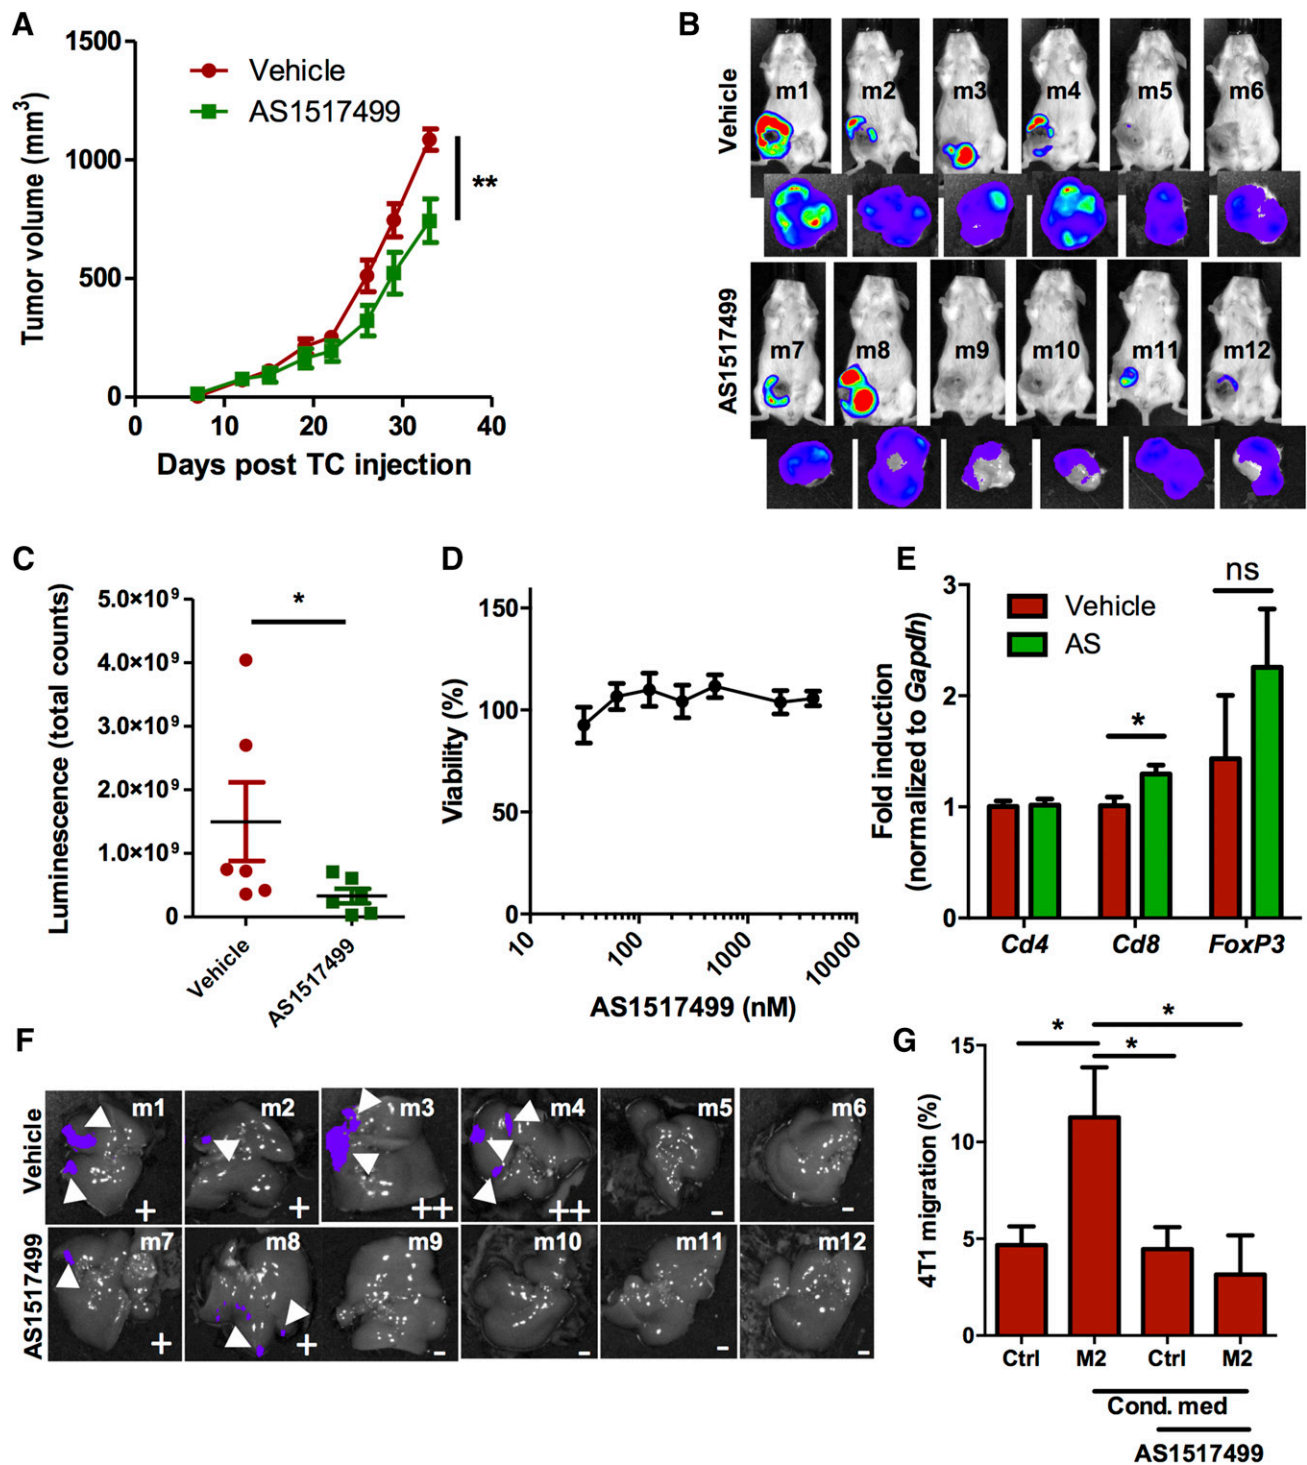 A
1500
1000
500
0
Tumor volume (mm³)
Vehicle
AS1517499
**
0 10 20 30 40
Days post TC injection
B
Vehicle
m1 m2 m3 m4 m5 m6
AS1517499
m7 m8 m9 m10 m11 m12
C
Luminescence (total counts)
5.0×10⁹
4.0×10⁹
3.0×10⁹
2.0×10⁹
1.0×10⁹
0
*
Vehicle
AS1517499
D
Viability (%)
150
100
50
0
10 100 1000 10000
AS1517499 (nM)
E
Fold induction
(normalized to Gapdh)
3
2
1
0
Vehicle
AS
*
ns
Cd4 Cd8 FoxP3
F
Vehicle
m1 m2 m3 m4 m5 m6
+ + ++ ++ - -
AS1517499
m7 m8 m9 m10 m11 m12
+ + - - - -
G
4T1 migration (%)
15
10
5
0
* * *
Ctrl M2 Ctrl M2
Cond. med
AS1517499